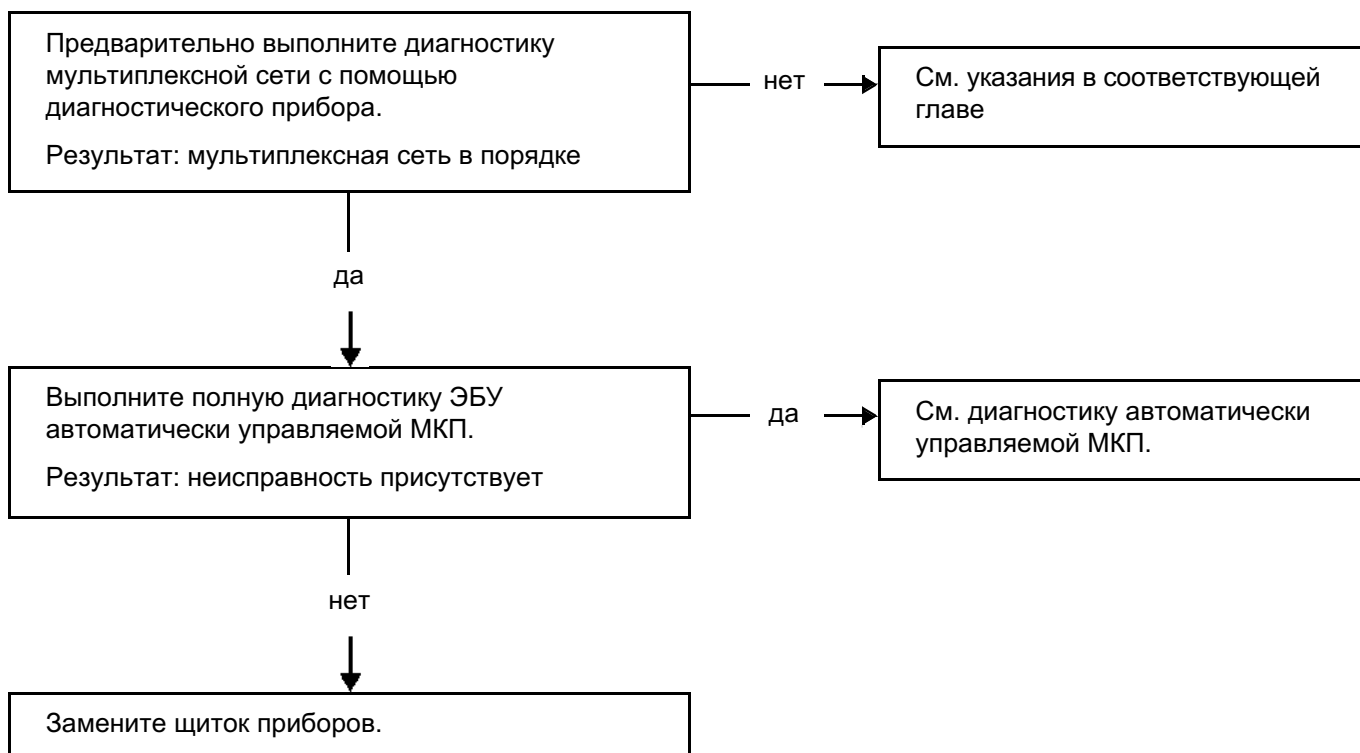 Предварительно выполните диагностику
мультиплексной сети с помощью
диагностического прибора.
Результат: мультиплексная сеть в порядке
нет
См. указания в соответствующей
главе
да
Выполните полную диагностику ЭБУ
автоматически управляемой МКП.
Результат: неисправность присутствует
да
См. диагностику автоматически
управляемой МКП.
нет
Замените щиток приборов.